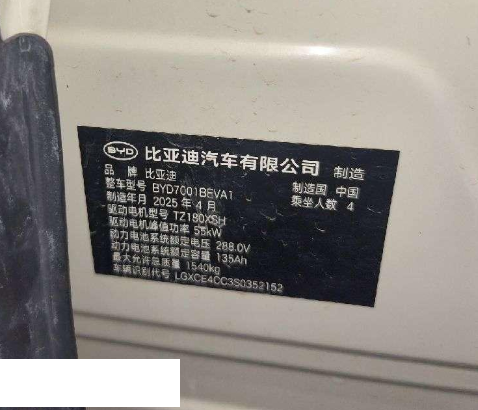 BYD 比亚迪汽车有限公司 制造
品 牌 比亚迪
整车型号 BYD7001BEVA1 制造国 中国
制造年月 2025 年 4 月 乘坐人数 4
驱动电机型号 TZ180XSH
驱动电机峰值功率 55kW
动力电池系统额定电压 288.0V
动力电池系统额定容量 135Ah
最大允许总质量 1540kg
车辆识别代号 LGXCE4CC3S0352152